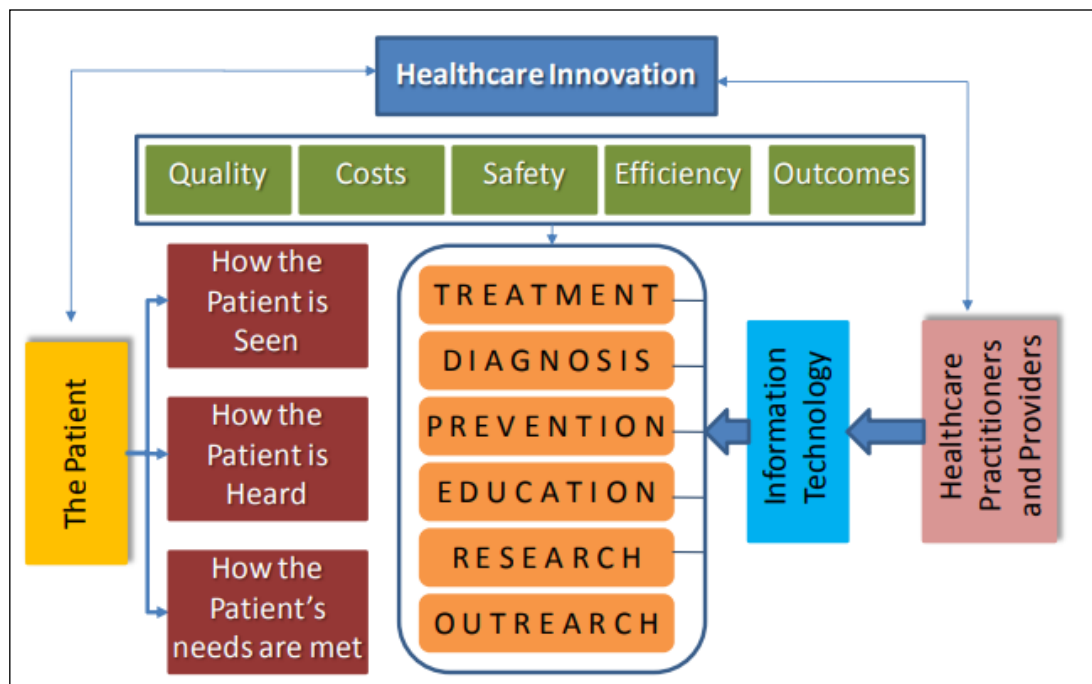 Healthcare Innovation
Quality
Costs
Safety
Efficiency
Outcomes
The Patient
How the
Patient is
Seen
How the
Patient is
Heard
How the
Patient's
needs are met
TREATMENT
DIAGNOSIS
PREVENTION
EDUCATION
RESEARCH
OUTREARCH
Information
Technology
Healthcare
Practitioners
and Providers